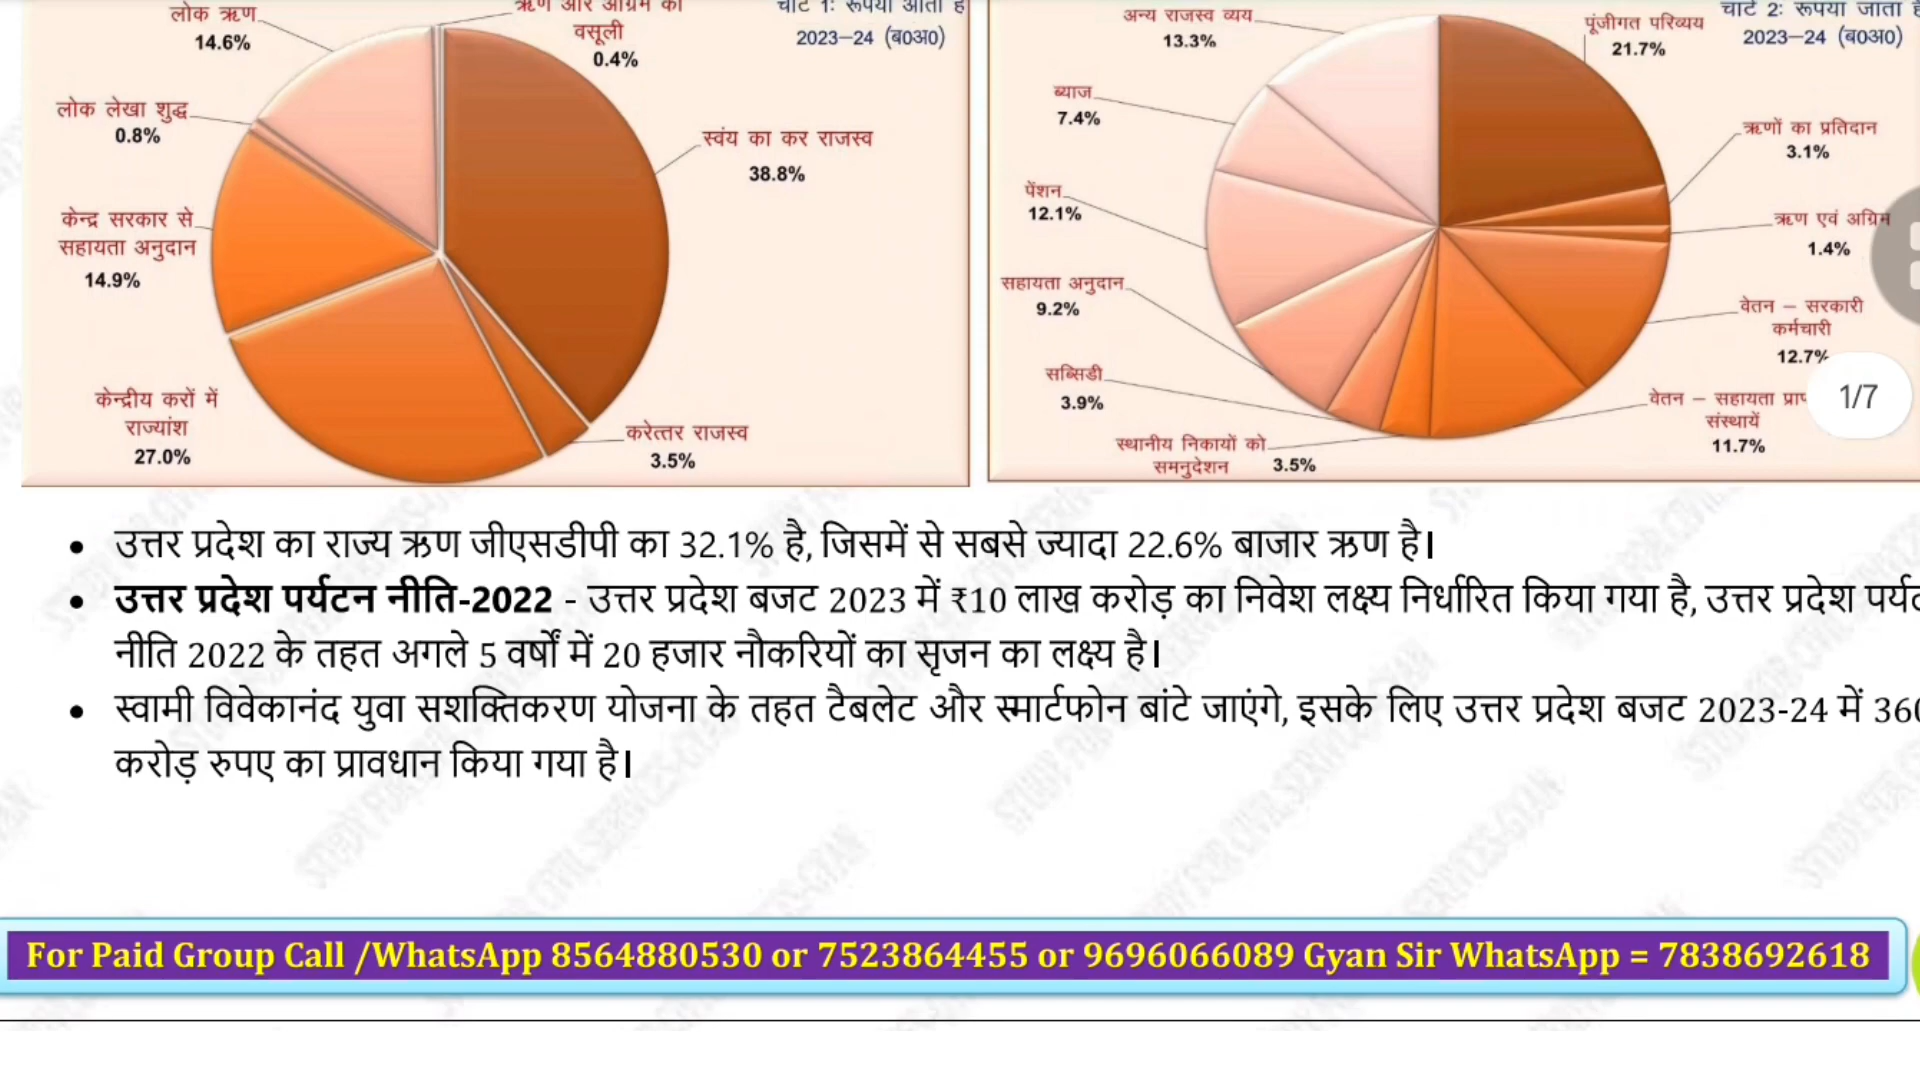 लोक ऋण
14.6%
ऋण और अग्रिम की
वसूली
0.4%
चार्ट 1: रूपया आता है
2023–24 (ब0अ0)
लोक लेखा शुद्ध
0.8%
स्वंय का कर राजस्व
38.8%
केन्द्र सरकार से
सहायता अनुदान
14.9%
केन्द्रीय करों में
राज्यांश
27.0%
करेत्तर राजस्व
3.5%
अन्य राजस्व व्यय
13.3%
पूंजीगत परिव्यय
21.7%
चार्ट 2: रूपया जाता है
2023–24 (ब0अ0)
ब्याज
7.4%
ऋणों का प्रतिदान
3.1%
पेंशन
12.1%
ऋण एवं अग्रिम
1.4%
सहायता अनुदान
9.2%
वेतन – सरकारी
कर्मचारी
12.7%
सब्सिडी
3.9%
वेतन – सहायता
संस्थायें
11.7%
स्थानीय निकायों को
समनुदेशन 3.5%
1/7
• उत्तर प्रदेश का राज्य ऋण जीएसडीपी का 32.1% है, जिसमें से सबसे ज्यादा 22.6% बाजार ऋण है।
• उत्तर प्रदेश पर्यटन नीति-2022 - उत्तर प्रदेश बजट 2023 में ₹10 लाख करोड़ का निवेश लक्ष्य निर्धारित किया गया है, उत्तर प्रदेश
नीति 2022 के तहत अगले 5 वर्षों में 20 हजार नौकरियों का सृजन का लक्ष्य है।
• स्वामी विवेकानंद युवा सशक्तिकरण योजना के तहत टैबलेट और स्मार्टफोन बांटे जाएंगे, इसके लिए उत्तर प्रदेश बजट 2023-24 में
करोड़ रुपए का प्रावधान किया गया है।
For Paid Group Call /WhatsApp 8564880530 or 7523864455 or 9696066089 Gyan Sir WhatsApp = 7838692618